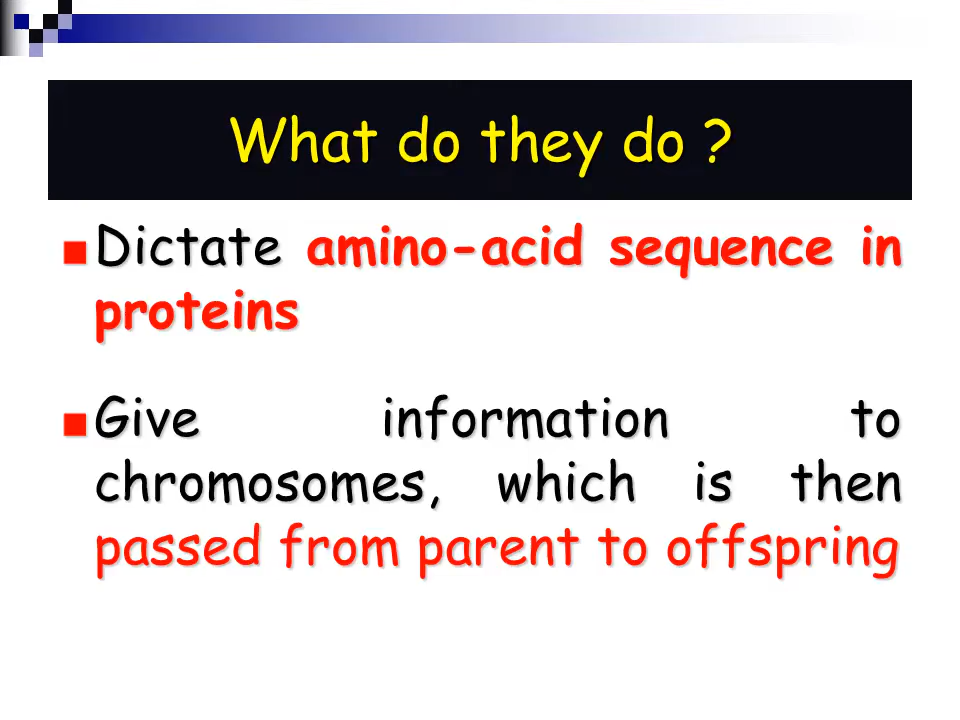 What do they do ?
Dictate amino-acid sequence in
proteins
Give information to
chromosomes, which is then
passed from parent to offspring